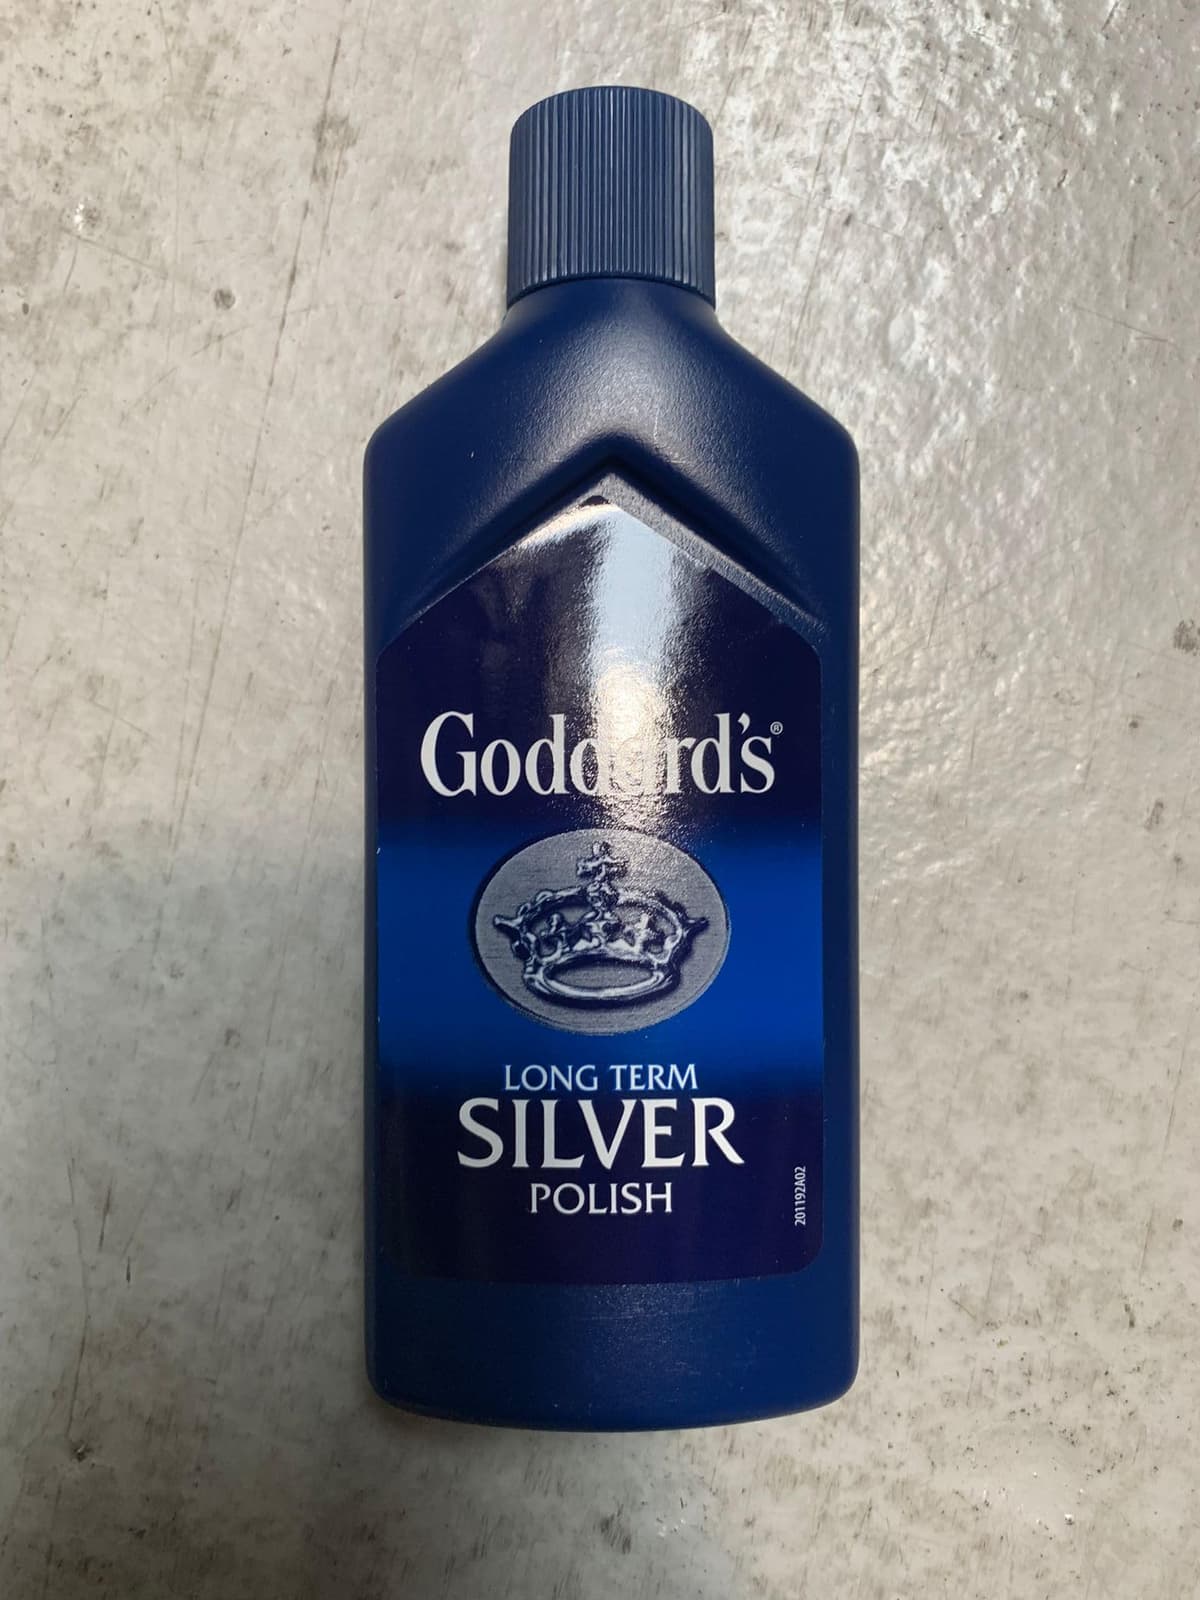 Goddard's®
LONG TERM
SILVER
POLISH
201192A02